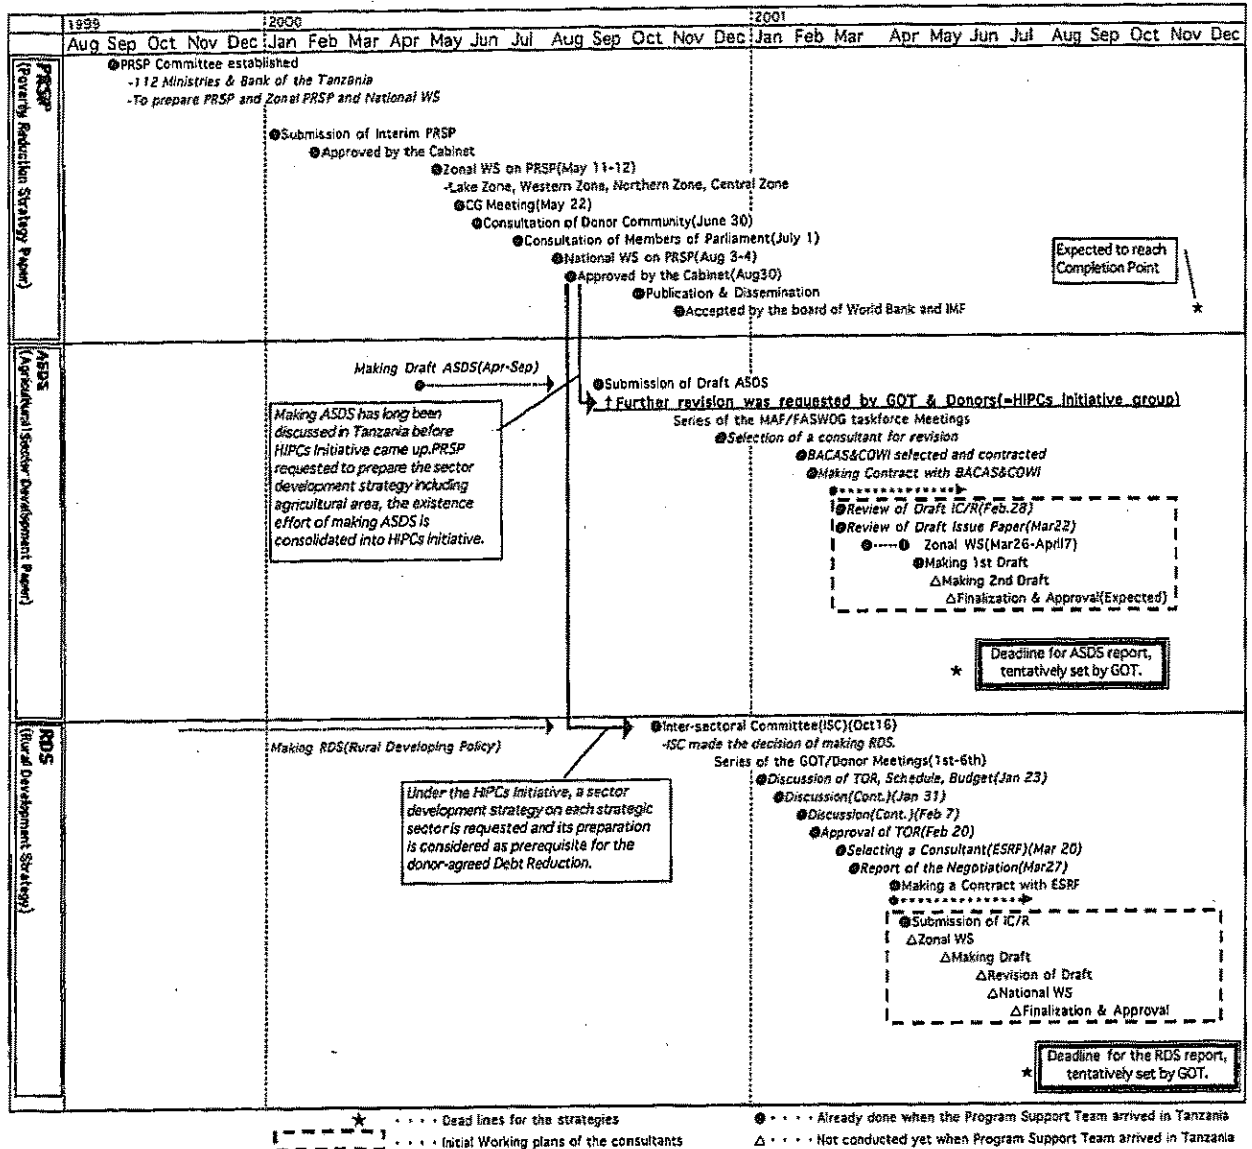 1999 2000 2001
Aug Sep Oct Nov Dec Jan Feb Mar Apr May Jun Jul Aug Sep Oct Nov Dec Jan Feb Mar Apr May Jun Jul Aug Sep Oct Nov Dec
PRSP
(Poverty Reduction Strategy Paper)
●PRSP Committee established
-112 Ministries & Bank of the Tanzania
-To prepare PRSP and Zonal PRSP and National WS
●Submission of Interim PRSP
●Approved by the Cabinet
●Zonal WS on PRSP(May 11-12)
-Lake Zone, Western Zone, Northern Zone, Central Zone
●CG Meeting(May 22)
●Consultation of Donor Community(June 30)
●Consultation of Members of Parliament(July 1)
●National WS on PRSP(Aug 3-4)
●Approved by the Cabinet(Aug30)
●Publication & Dissemination
●Accepted by the board of World Bank and IMF
Expected to reach
Completion Point
★
ASDS
(Agricultural Sector Development Paper)
Making Draft ASDS(Apr-Sep)
●Submission of Draft ASDS
↑Further revision was requested by GOT & Donors(=HIPCs Initiative group)
Series of the MAF/FASWOG taskforce Meetings
●Selection of a consultant for revision
●BACAS&COWI selected and contracted
●Making Contract with BACAS&COWI
Making ASDS has long been
discussed in Tanzania before
HIPCs Initiative came up.PRSP
requested to prepare the sector
development strategy including
agricultural area, the existence
effort of making ASDS is
consolidated into HIPCs Initiative.
●Review of Draft IC/R(Feb.28)
●Review of Draft Issue Paper(Mar22)
Zonal WS(Mar26-April7)
●Making 1st Draft
△Making 2nd Draft
△Finalization & Approval(Expected)
★ Deadline for ASDS report,
tentatively set by GOT.
RDS
(Rural Development Strategy)
Making RDS(Rural Developing Policy)
●Inter-sectoral Committee(ISC)(Oct16)
-ISC made the decision of making RDS.
Series of the GOT/Donor Meetings(1st-6th)
●Discussion of TOR, Schedule, Budget(Jan 23)
●Discussion(Cont.)(Jan 31)
●Discussion(Cont.)(Feb 7)
●Approval of TOR(Feb 20)
●Selecting a Consultant(ESRF)(Mar 20)
●Report of the Negotiation(Mar27)
●Making a Contract with ESRF
Under the HIPCs Initiative, a sector
development strategy on each strategic
sector is requested and its preparation
is considered as prerequisite for the
donor-agreed Debt Reduction.
●Submission of IC/R
△Zonal WS
△Making Draft
△Revision of Draft
△National WS
△Finalization & Approval
★ Deadline for the RDS report,
tentatively set by GOT.
★ · · · · Dead lines for the strategies
· · · · Initial Working plans of the consultants
● · · · · Already done when the Program Support Team arrived in Tanzania
△ · · · · Not conducted yet when Program Support Team arrived in Tanzania